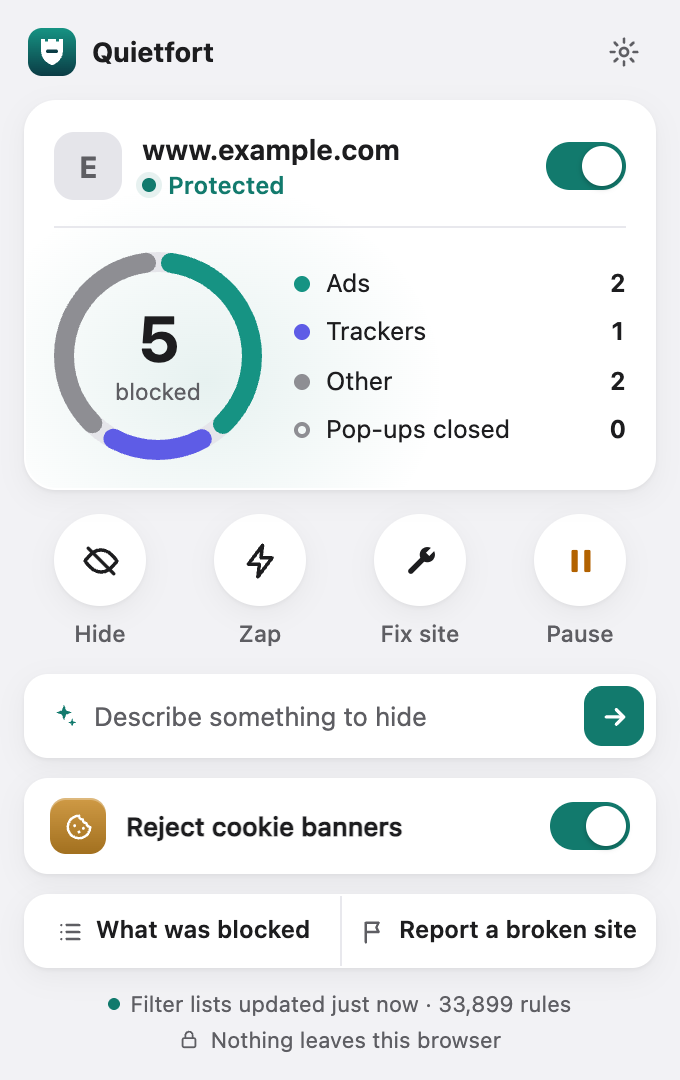 Quietfort
E
www.example.com
Protected
5
blocked
Ads 2
Trackers 1
Other 2
Pop-ups closed 0
Hide
Zap
Fix site
Pause
Describe something to hide
Reject cookie banners
What was blocked
Report a broken site
Filter lists updated just now · 33,899 rules
Nothing leaves this browser